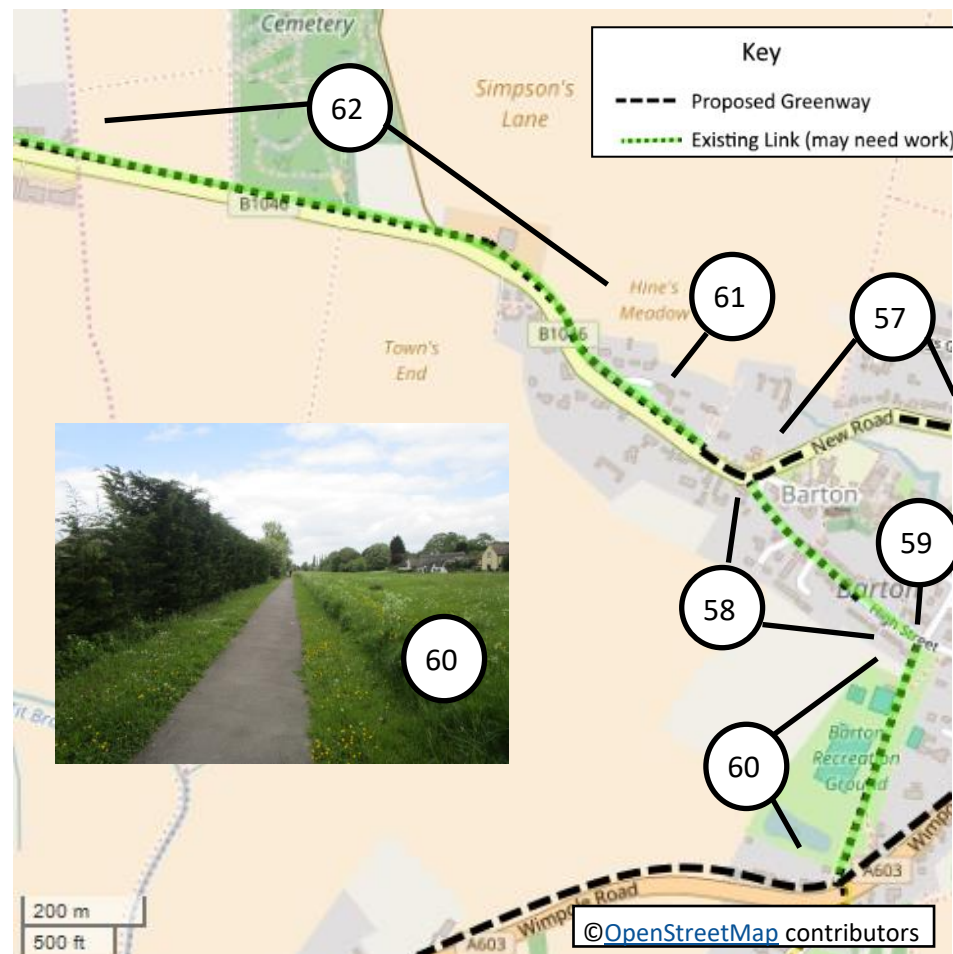 Cemetery
Key
Proposed Greenway
Existing Link (may need work)
62
Simpson's
Lane
B1046
61
57
Hine's
Meadow
B1046
Town's
End
New Road
Barton
59
58
Barton
High Street
60
60
Barton
Recreation
Ground
A603
Wimpole Road
A603
200 m
500 ft
©OpenStreetMap contributors